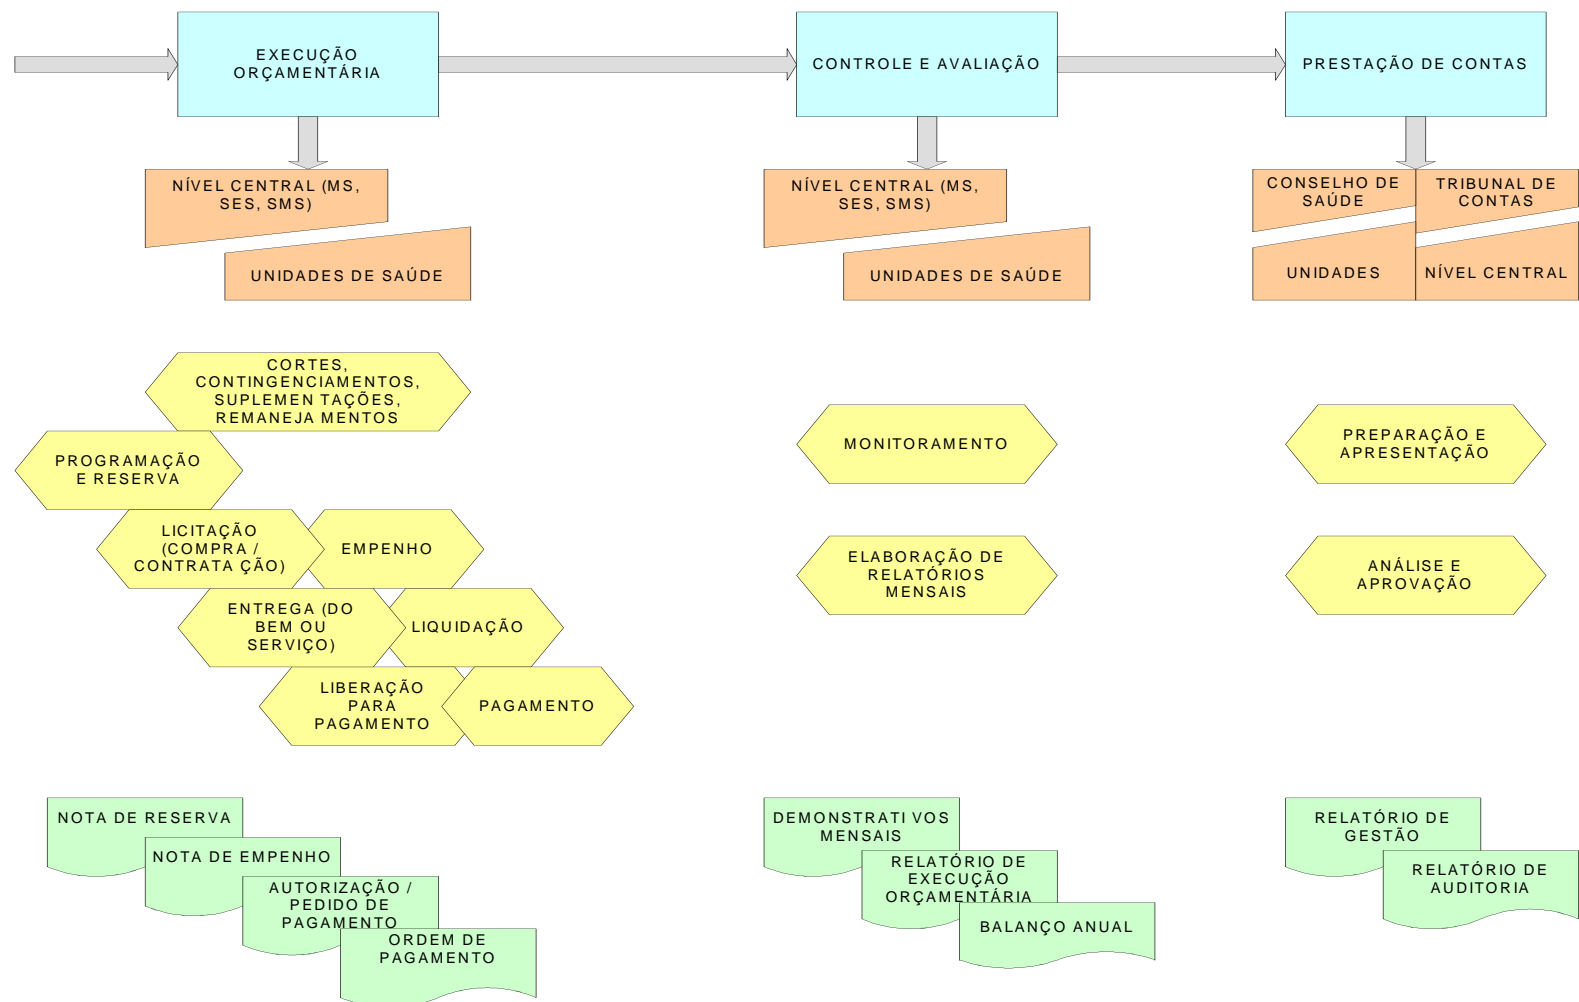 EXECUÇÃO
ORÇAMENTÁRIA
CONTROLE E AVALIAÇÃO
PRESTAÇÃO DE CONTAS
NÍVEL CENTRAL (MS,
SES, SMS)
UNIDADES DE SAÚDE
NÍVEL CENTRAL (MS,
SES, SMS)
UNIDADES DE SAÚDE
CONSELHO DE
SAÚDE
TRIBUNAL DE
CONTAS
UNIDADES
NÍVEL CENTRAL
CORTES,
CONTINGENCIAMENTOS,
SUPLEMEN TAÇÕES,
REMANEJA MENTOS
PROGRAMAÇÃO
E RESERVA
LICITAÇÃO
(COMPRA /
CONTRATA ÇÃO)
EMPENHO
ENTREGA (DO
BEM OU
SERVIÇO)
LIQUIDAÇÃO
LIBERAÇÃO
PARA
PAGAMENTO
PAGAMENTO
MONITORAMENTO
ELABORAÇÃO DE
RELATÓRIOS
MENSAIS
PREPARAÇÃO E
APRESENTAÇÃO
ANÁLISE E
APROVAÇÃO
NOTA DE RESERVA
NOTA DE EMPENHO
AUTORIZAÇÃO /
PEDIDO DE
PAGAMENTO
ORDEM DE
PAGAMENTO
DEMONSTRATI VOS
MENSAIS
RELATÓRIO DE
EXECUÇÃO
ORÇAMENTÁRIA
BALANÇO ANUAL
RELATÓRIO DE
GESTÃO
RELATÓRIO DE
AUDITORIA